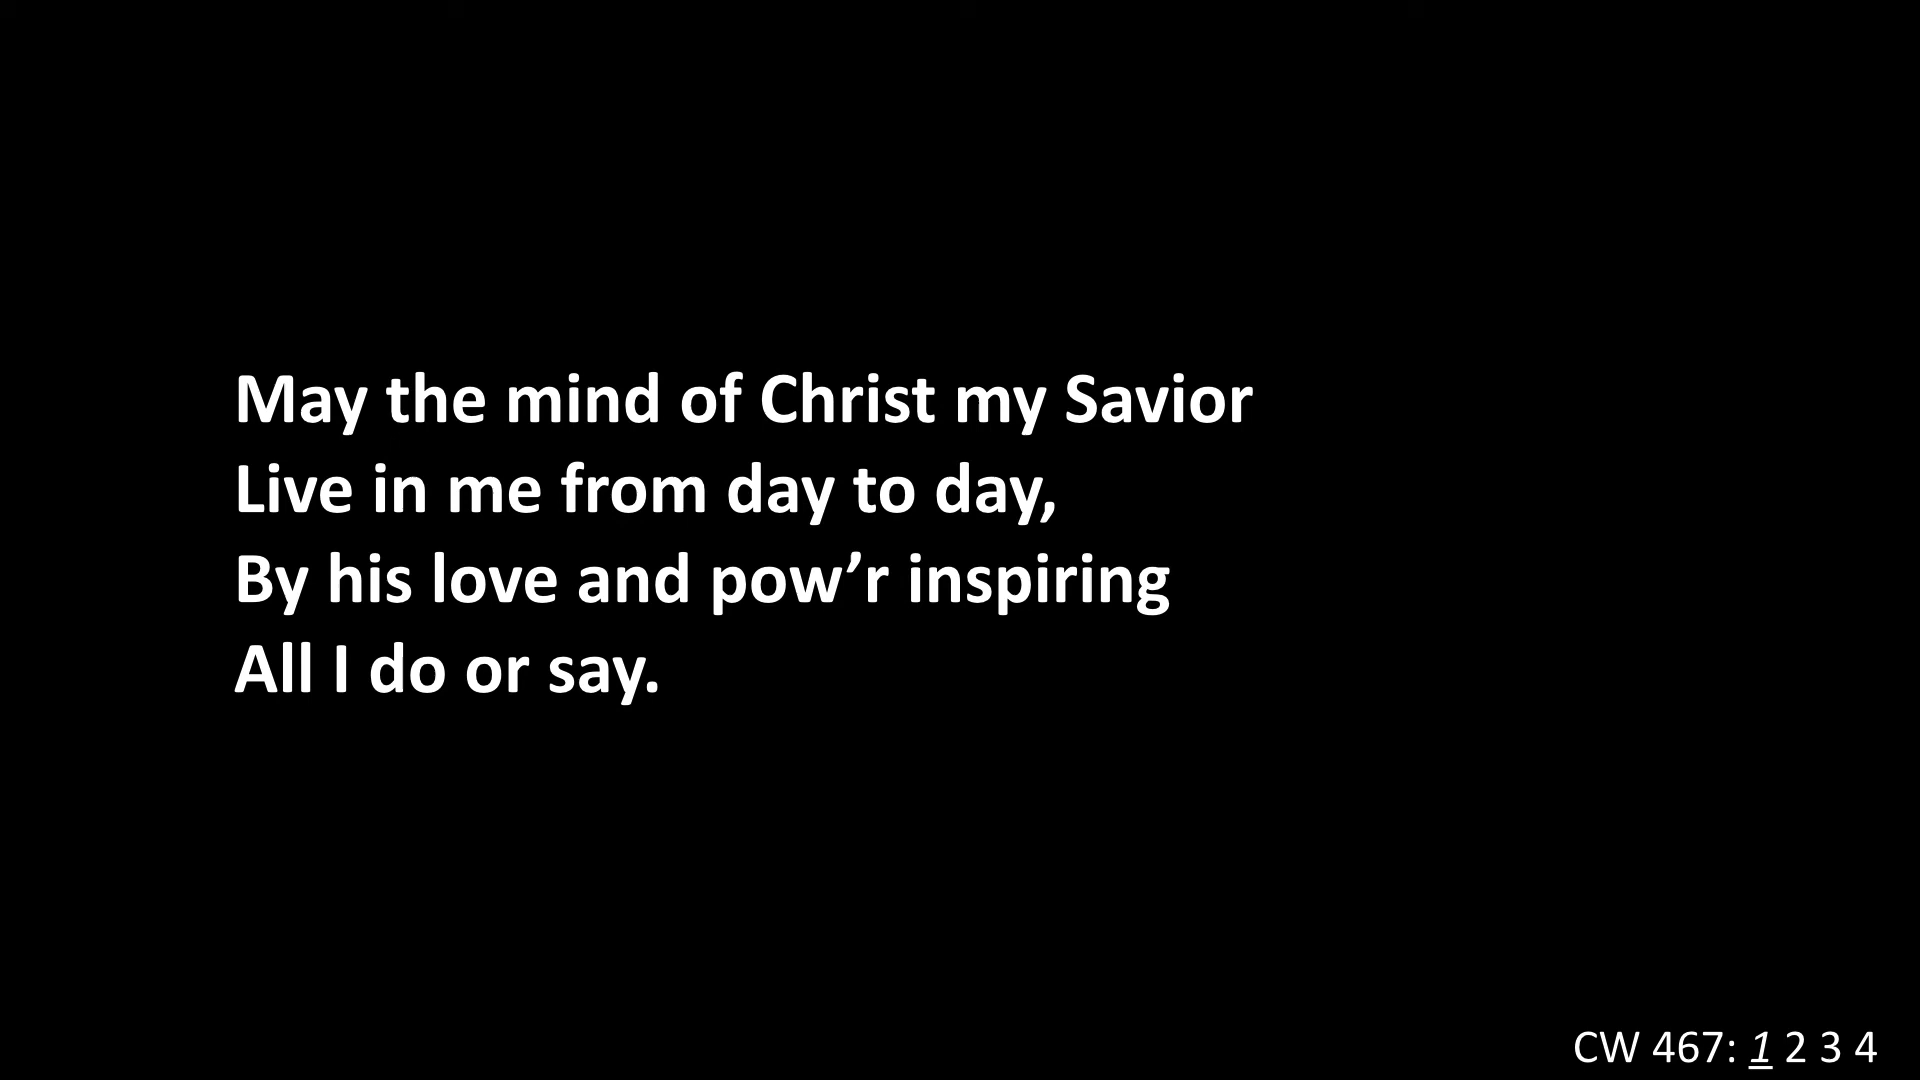 May the mind of Christ my Savior
Live in me from day to day,
By his love and pow’r inspiring
All I do or say.
CW 467: 1 2 3 4